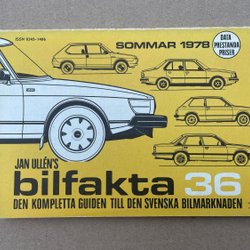 ISSN 0345-1496
SOMMAR 1978
DATA
PRESTANDA
PRISER
JAN ULLÉN'S
bilfakta 36
DEN KOMPLETTA GUIDEN TILL DEN SVENSKA BILMARKNADEN